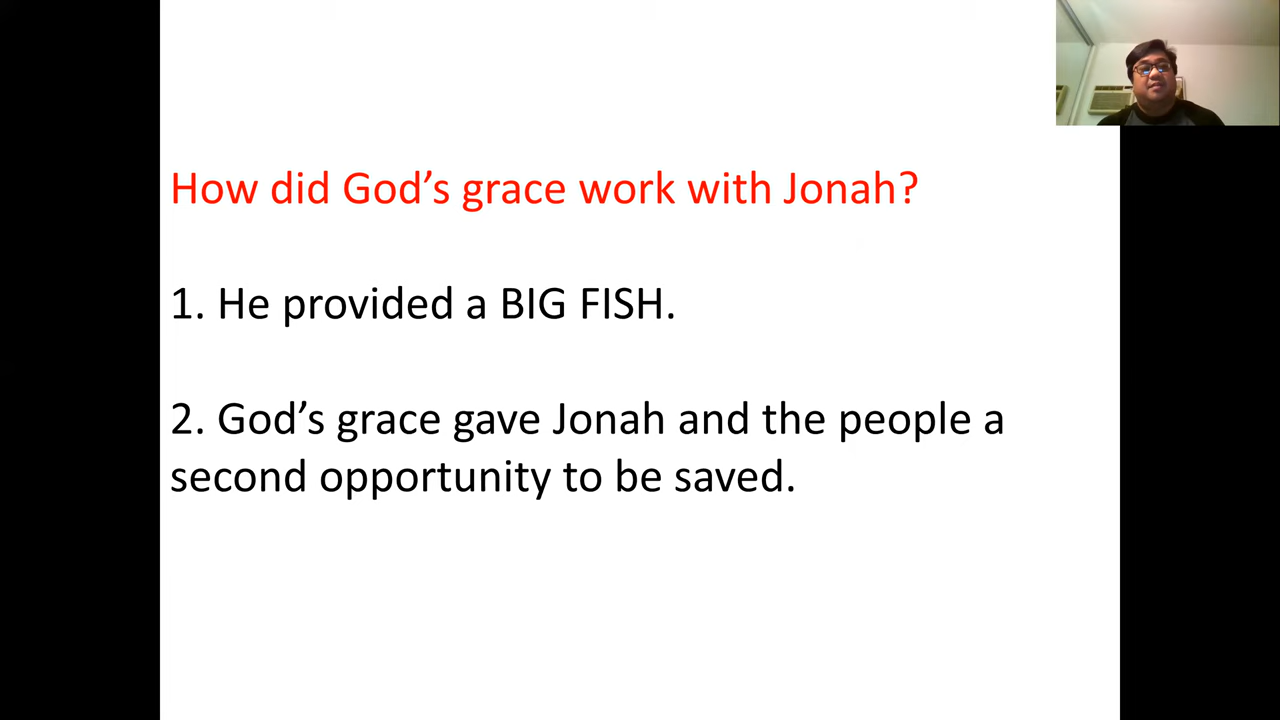 How did God’s grace work with Jonah?
1. He provided a BIG FISH.
2. God’s grace gave Jonah and the people a
second opportunity to be saved.